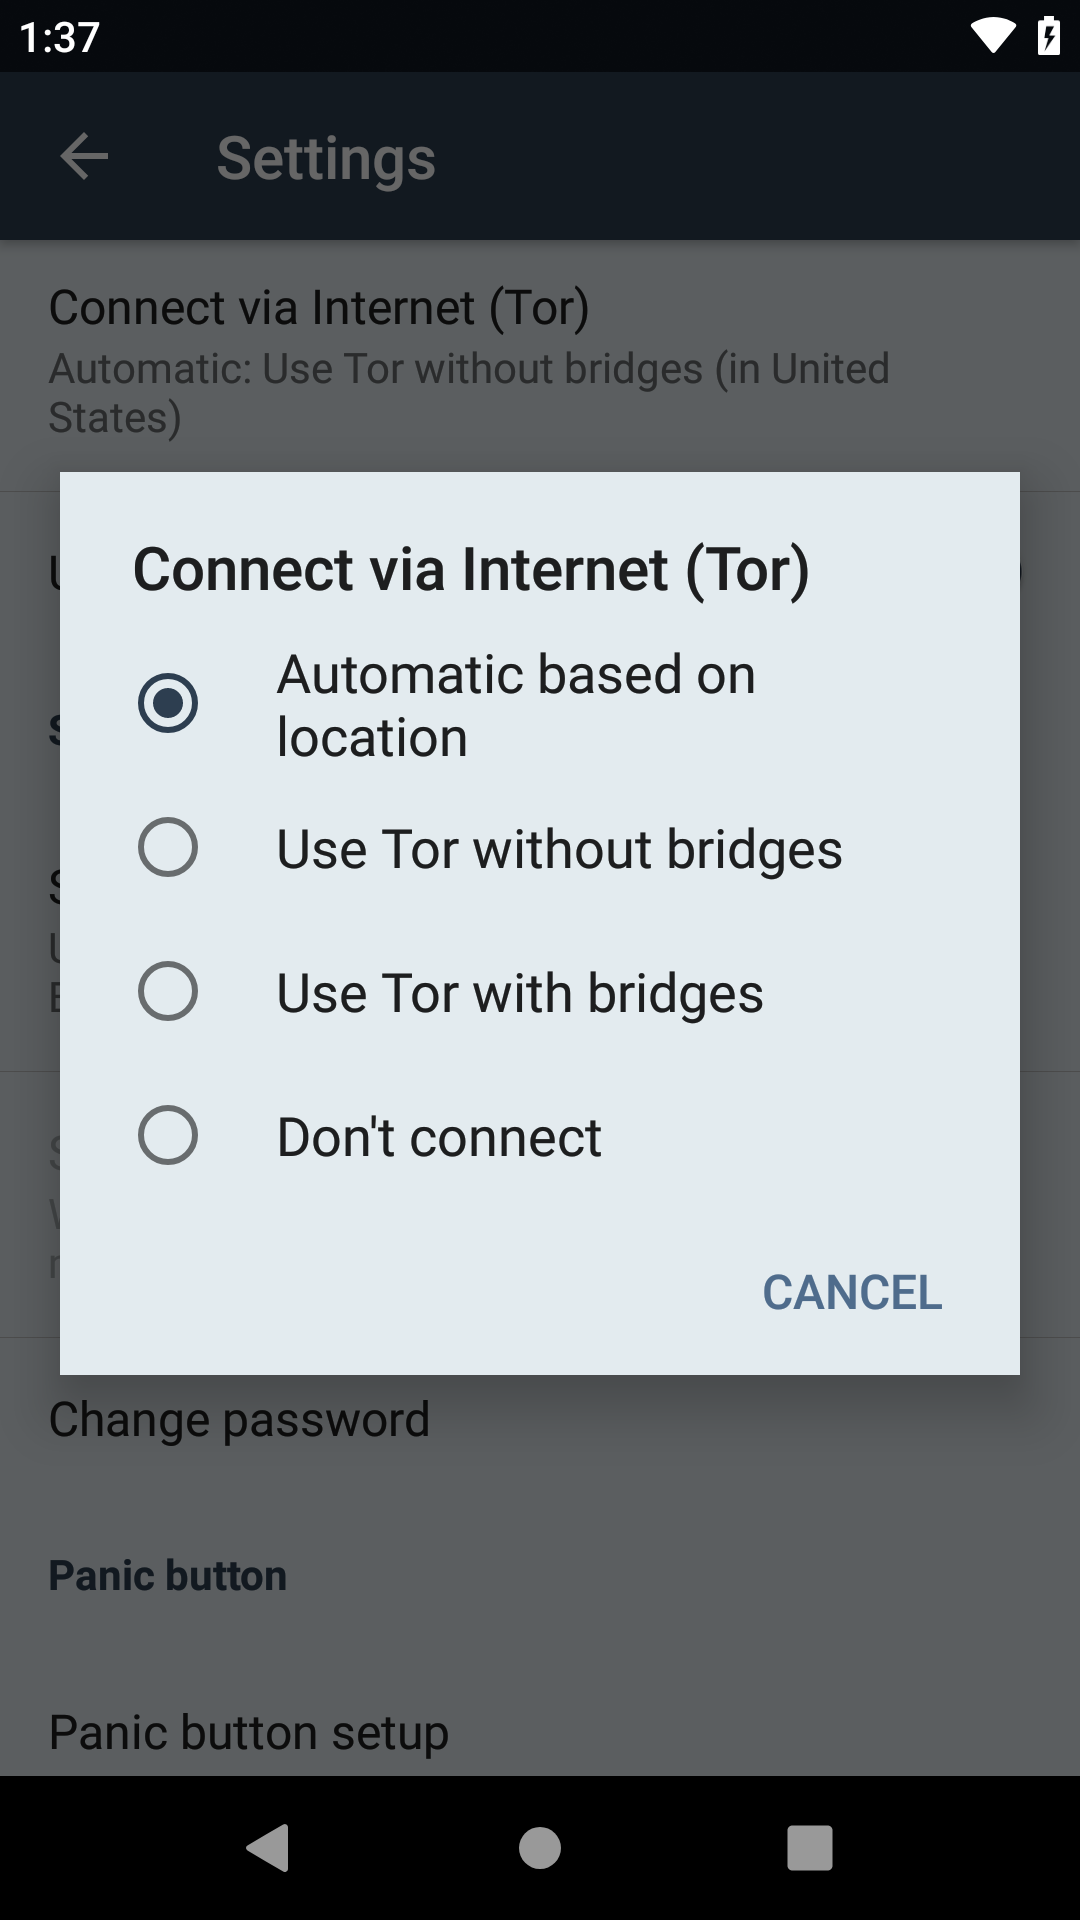 1:37
Settings
Connect via Internet (Tor)
Automatic: Use Tor without bridges (in United
States)
Connect via Internet (Tor)
Automatic based on
location
Use Tor without bridges
Use Tor with bridges
Don't connect
CANCEL
Change password
Panic button
Panic button setup